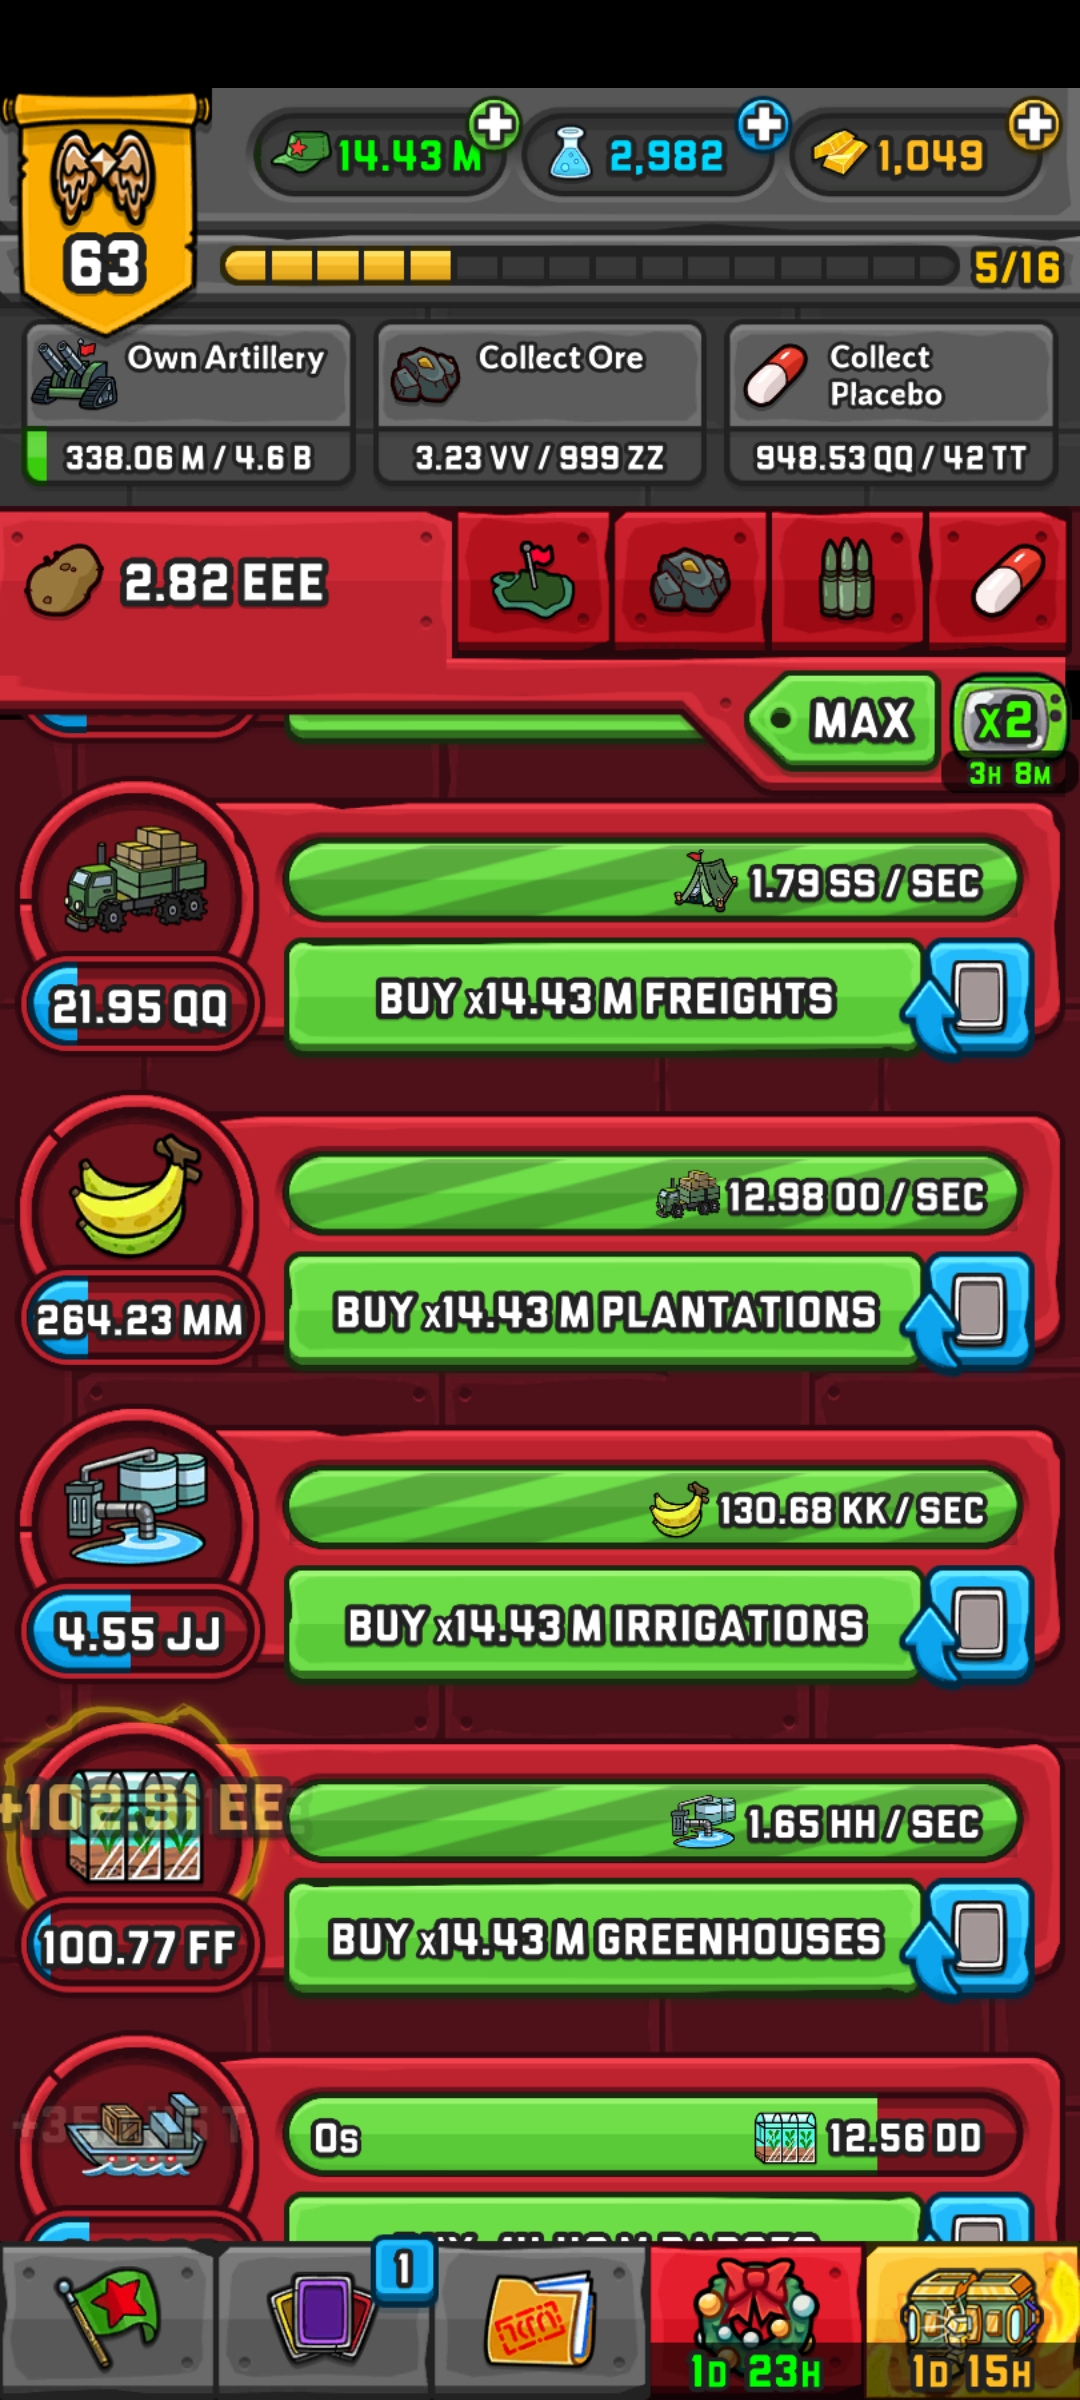 14.43 M
2,982
1,049
63
5/16
Own Artillery
338.06 M / 4.6 B
Collect Ore
3.23 VV / 999 ZZ
Collect
Placebo
948.53 QQ / 42 TT
2.82 EEE
MAX
x2
3H 8M
1.79 SS / SEC
21.95 QQ
BUY x14.43 M FREIGHTS
12.98 OO / SEC
264.23 MM
BUY x14.43 M PLANTATIONS
130.68 KK / SEC
4.55 JJ
BUY x14.43 M IRRIGATIONS
+102.91 EE
1.65 HH / SEC
100.77 FF
BUY x14.43 M GREENHOUSES
0s
12.56 DD
1
1D 23H
1D 15H